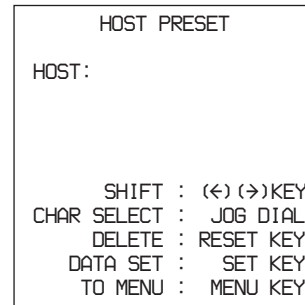 HOST PRESET
HOST:
SHIFT : (←)(→)KEY
CHAR SELECT : JOG DIAL
DELETE : RESET KEY
DATA SET : SET KEY
TO MENU : MENU KEY